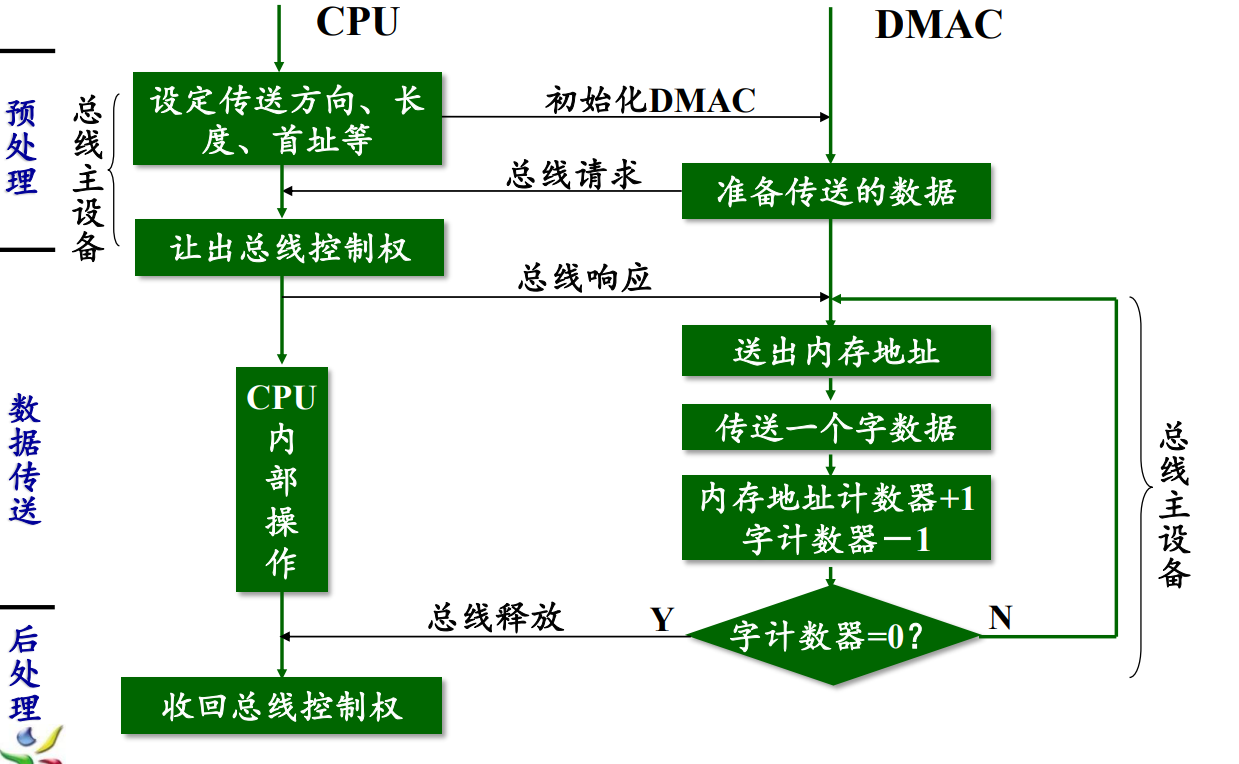 CPU
DMAC
预处理
总线主设备
设定传送方向、长
度、首址等
初始化DMAC
总线请求
准备传送的数据
让出总线控制权
总线响应
送出内存地址
数据传送
CPU
内部操作
传送一个字数据
内存地址计数器+1
字计数器－1
总线主设备
总线释放
Y
字计数器=0?
N
后处理
收回总线控制权